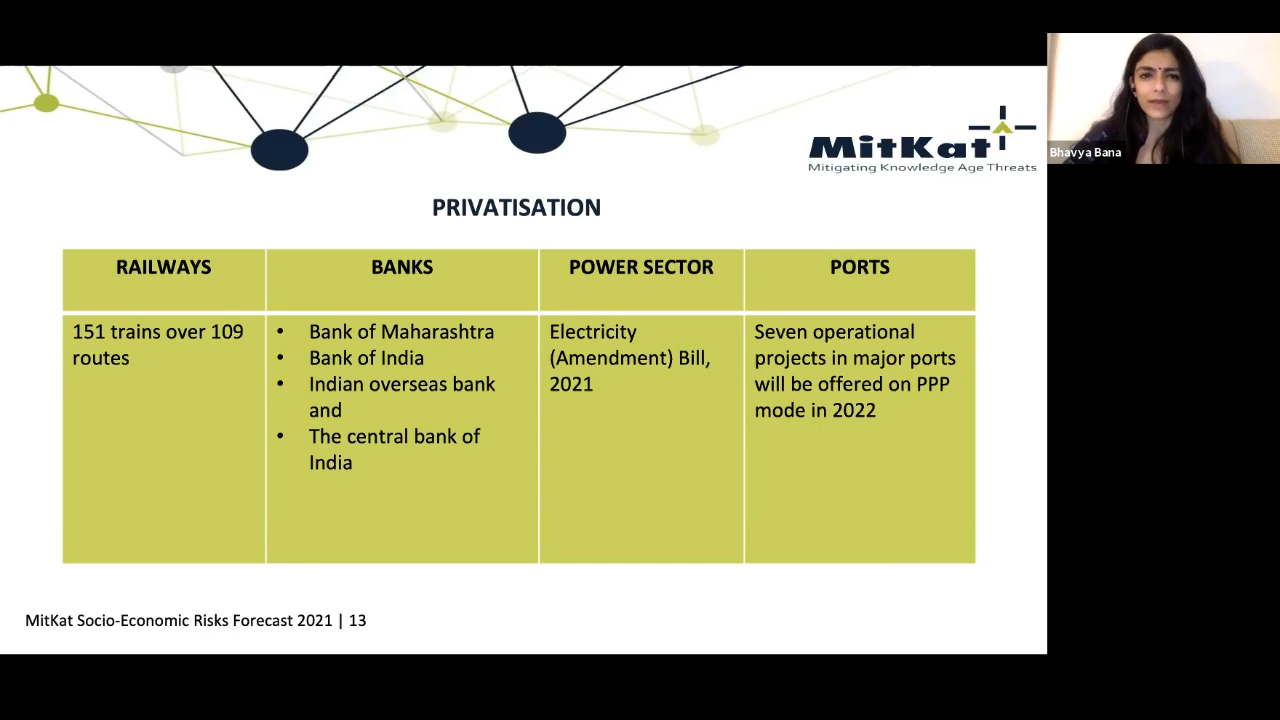 MitKat
Mitigating Knowledge Age Threats
Bhavya Bana
PRIVATISATION
RAILWAYS
BANKS
POWER SECTOR
PORTS
151 trains over 109
routes
• Bank of Maharashtra
• Bank of India
• Indian overseas bank
and
• The central bank of
India
Electricity
(Amendment) Bill,
2021
Seven operational
projects in major ports
will be offered on PPP
mode in 2022
MitKat Socio-Economic Risks Forecast 2021 | 13